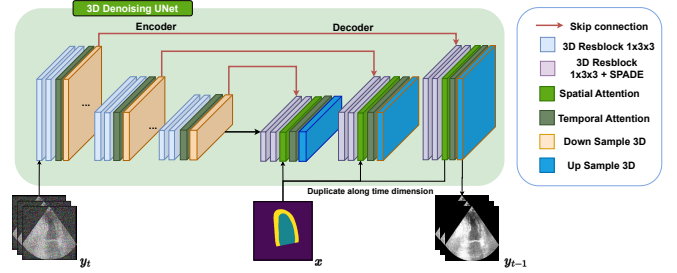 3D Denoising UNet
Encoder
Decoder
...
...
Duplicate along time dimension
y_t
x
y_{t-1}
Skip connection
3D Resblock 1x3x3
3D Resblock
1x3x3 + SPADE
Spatial Attention
Temporal Attention
Down Sample 3D
Up Sample 3D